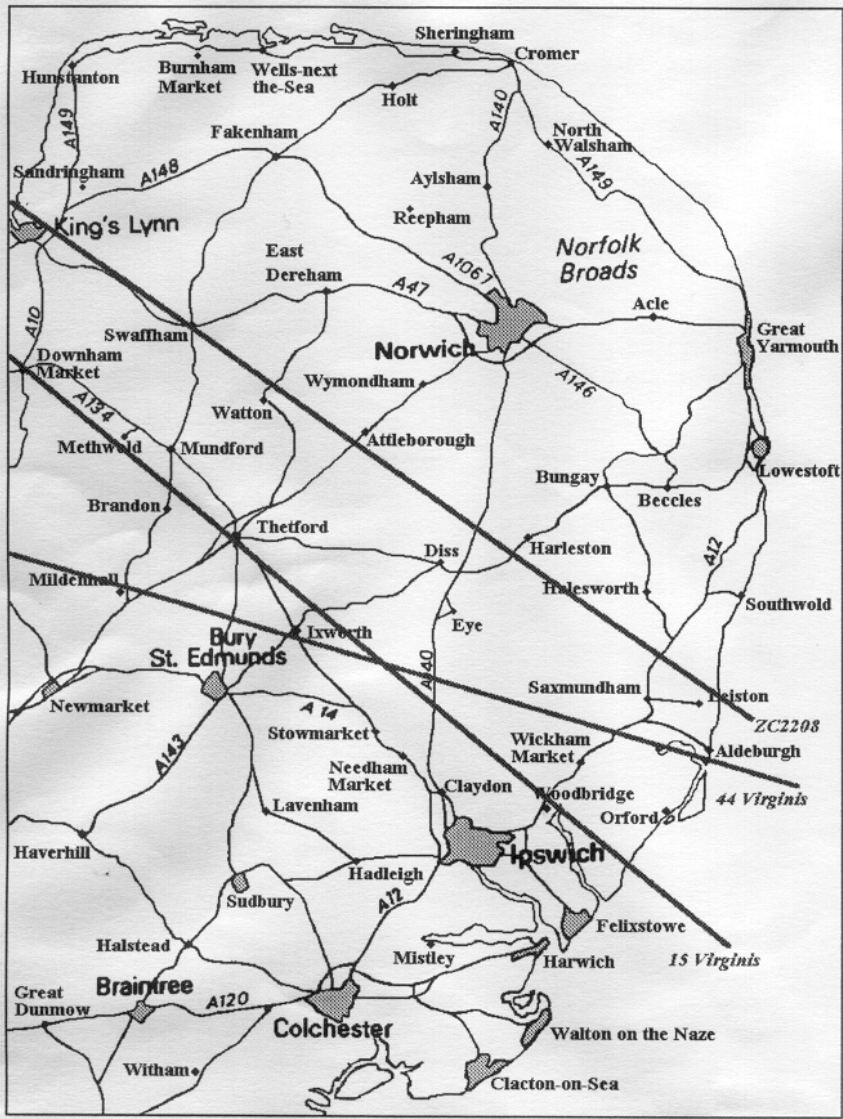 Sheringham
Cromer
Hunstanton
Burnham
Market
Wells-next
the-Sea
Holt
A149
A140
Fakenham
North
Walsham
Sandringham
A148
Aylsham
A149
Reepham
King's Lynn
A1067
Norfolk
Broads
East
Dereham
A47
Acle
A10
Swaffham
Great
Yarmouth
Downham
Market
Norwich
Wymondham
A146
Watton
A134
Methwold
Mundford
Attleborough
Bungay
Lowestoft
Beccles
Brandon
Thetford
Harleston
Diss
A12
Mildenhall
Halesworth
Southwold
Eye
Ixworth
Bury
St. Edmunds
A140
Saxmundham
Leiston
Newmarket
A 14
ZC2208
Stowmarket
Wickham
Market
Aldeburgh
A143
Needham
Market
Claydon
44 Virginis
Woodbridge
Lavenham
Orford
Haverhill
Ipswich
Hadleigh
Sudbury
A12
Felixstowe
Halstead
Mistley
Harwich
15 Virginis
Braintree
Great
Dunmow
A120
Colchester
Walton on the Naze
Witham
Clacton-on-Sea